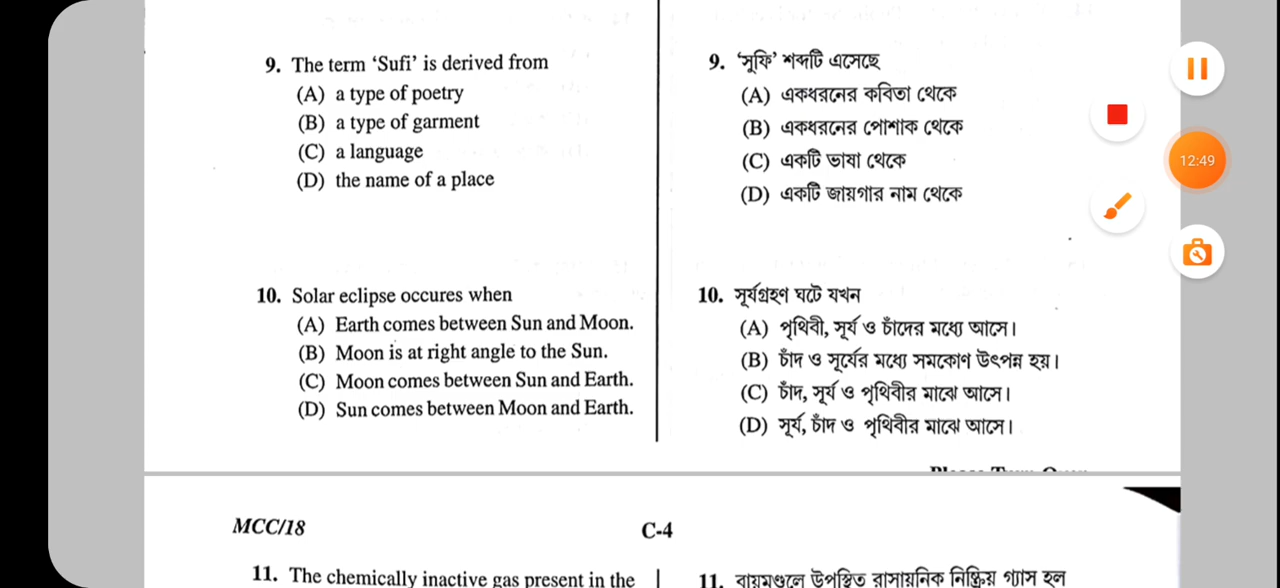 9. The term ‘Sufi’ is derived from
(A) a type of poetry
(B) a type of garment
(C) a language
(D) the name of a place
10. Solar eclipse occures when
(A) Earth comes between Sun and Moon.
(B) Moon is at right angle to the Sun.
(C) Moon comes between Sun and Earth.
(D) Sun comes between Moon and Earth.
9. ‘সুফি’ শব্দটি এসেছে
(A) একধরনের কবিতা থেকে
(B) একধরনের পোশাক থেকে
(C) একটি ভাষা থেকে
(D) একটি জায়গার নাম থেকে
10. সূর্যগ্রহণ ঘটে যখন
(A) পৃথিবী, সূর্য ও চাঁদের মধ্যে আসে।
(B) চাঁদ ও সূর্যের মধ্যে সমকোণ উৎপন্ন হয়।
(C) চাঁদ, সূর্য ও পৃথিবীর মাঝে আসে।
(D) সূর্য, চাঁদ ও পৃথিবীর মাঝে আসে।
12:49
MCC/18
C-4
11. The chemically inactive gas present in the
11. বায়ুমণ্ডলে উপস্থিত রাসায়নিক নিষ্ক্রিয় গ্যাস হল